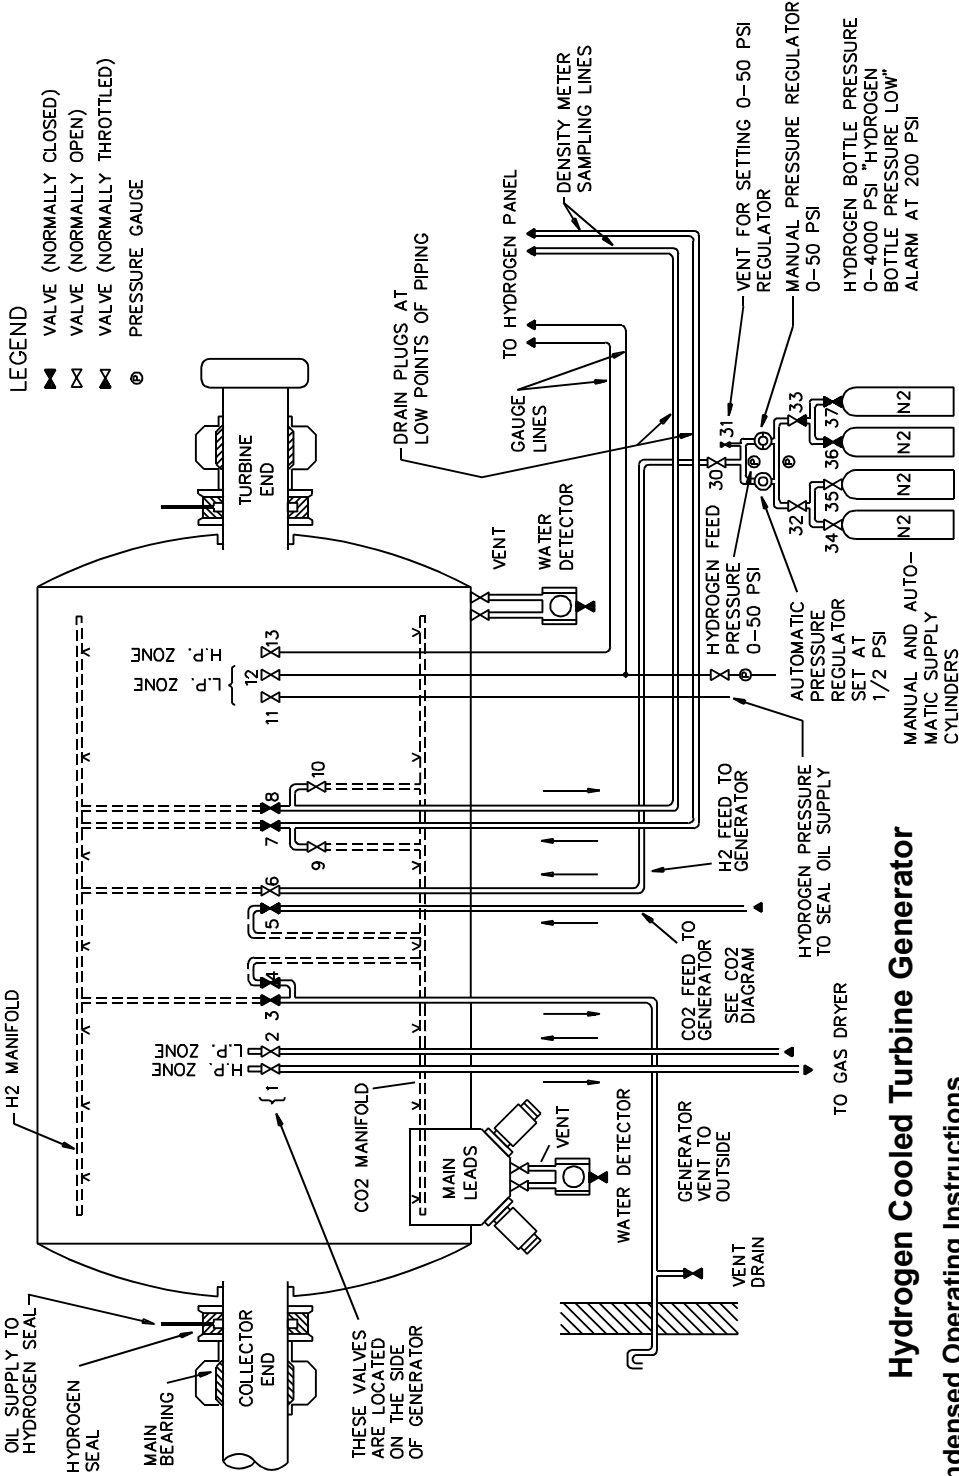 LEGEND
VALVE (NORMALLY CLOSED)
VALVE (NORMALLY OPEN)
VALVE (NORMALLY THROTTLED)
P PRESSURE GAUGE
OIL SUPPLY TO
HYDROGEN SEAL
HYDROGEN
SEAL
MAIN
BEARING
H2 MANIFOLD
COLLECTOR
END
TURBINE
END
THESE VALVES
ARE LOCATED
ON THE SIDE
OF GENERATOR
H.P. ZONE
L.P. ZONE
L.P. ZONE
H.P. ZONE
1
2
3
4
5
6
7
8
9
10
11
12
13
CO2 MANIFOLD
MAIN
LEADS
VENT
WATER DETECTOR
VENT
WATER
DETECTOR
DRAIN PLUGS AT
LOW POINTS OF PIPING
GAUGE
LINES
TO HYDROGEN PANEL
DENSITY METER
SAMPLING LINES
GENERATOR
VENT TO
OUTSIDE
VENT
DRAIN
TO GAS DRYER
CO2 FEED TO
GENERATOR
SEE CO2
DIAGRAM
H2 FEED TO
GENERATOR
HYDROGEN PRESSURE
TO SEAL OIL SUPPLY
P
HYDROGEN FEED
PRESSURE
0-50 PSI
AUTOMATIC
PRESSURE
REGULATOR
SET AT
1/2 PSI
MANUAL AND AUTO-
MATIC SUPPLY
CYLINDERS
30
31
P
P
32
33
34
35
36
37
N2
N2
N2
N2
VENT FOR SETTING 0-50 PSI
REGULATOR
MANUAL PRESSURE REGULATOR
0-50 PSI
HYDROGEN BOTTLE PRESSURE
0-4000 PSI "HYDROGEN
BOTTLE PRESSURE LOW"
ALARM AT 200 PSI
Hydrogen Cooled Turbine Generator
ndensed Operating Instructions